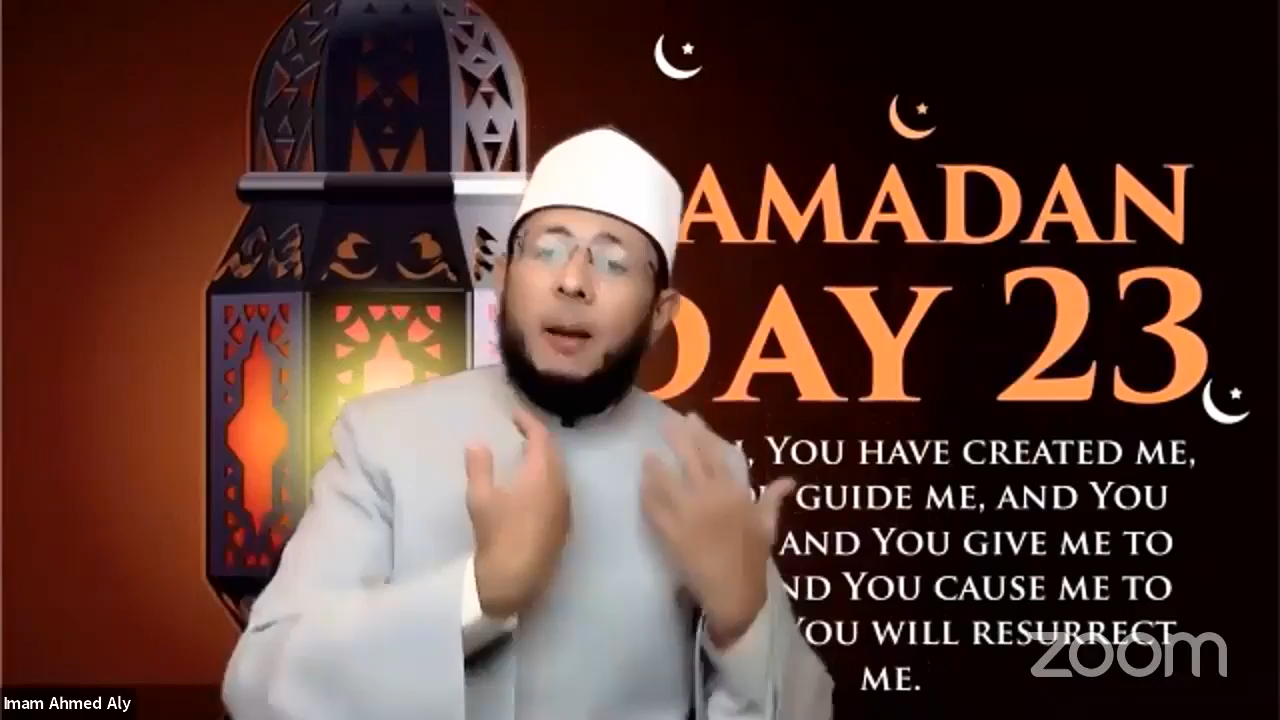 AMADAN
DAY 23
, YOU HAVE CREATED ME,
GUIDE ME, AND YOU
AND YOU GIVE ME TO
YOU CAUSE ME TO
YOU WILL RESURRECT
ME.
zoom
Imam Ahmed Aly